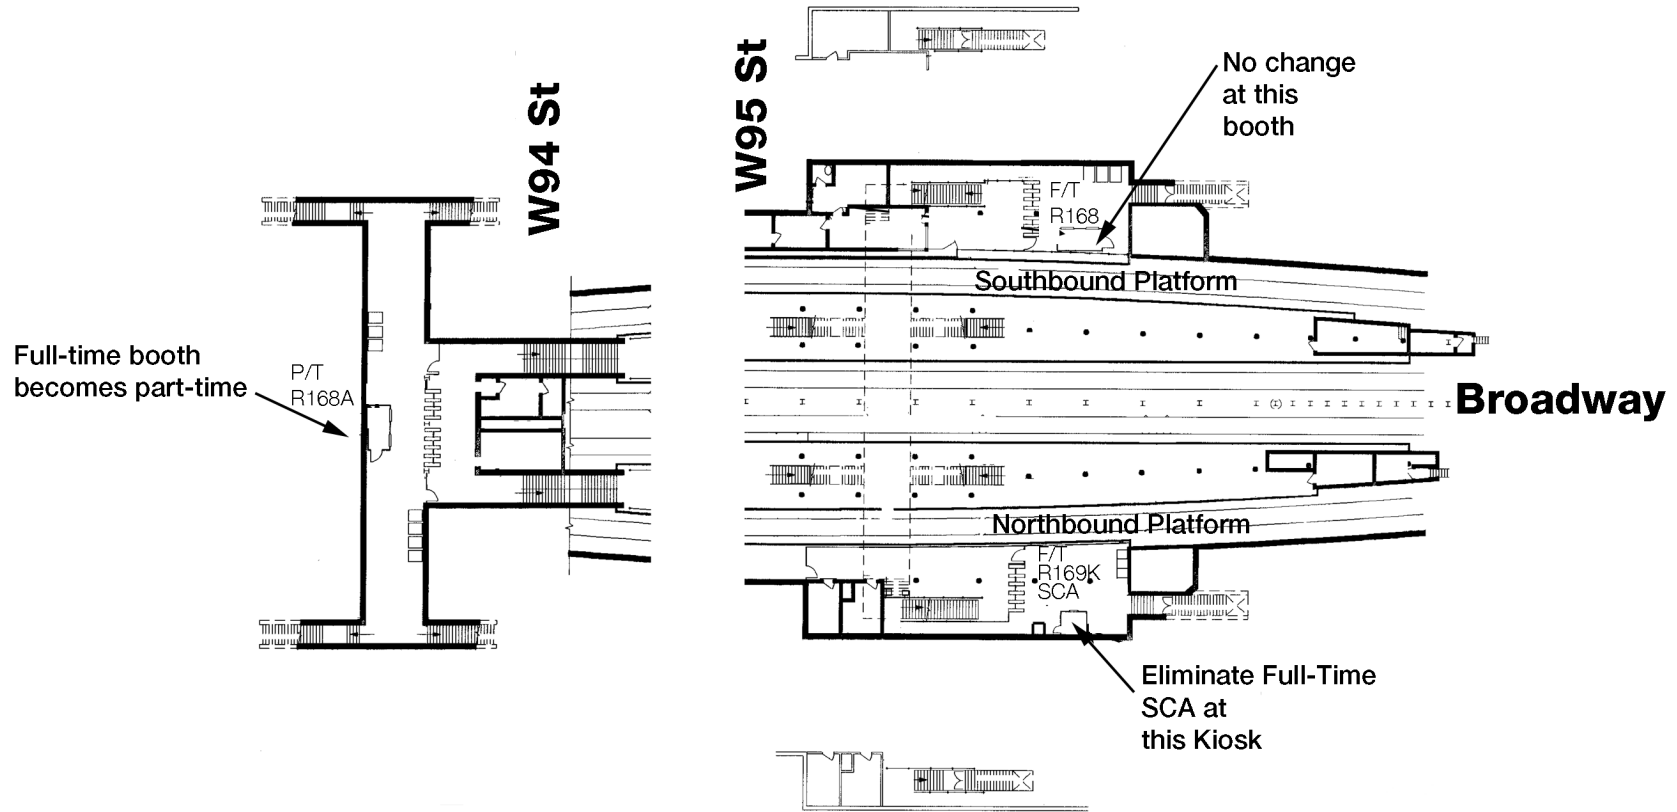 W94 St
W95 St
No change
at this
booth
F/T
R168
Southbound Platform
Full-time booth
becomes part-time
P/T
R168A
Broadway
Northbound Platform
F/T
R169K
SCA
Eliminate Full-Time
SCA at
this Kiosk